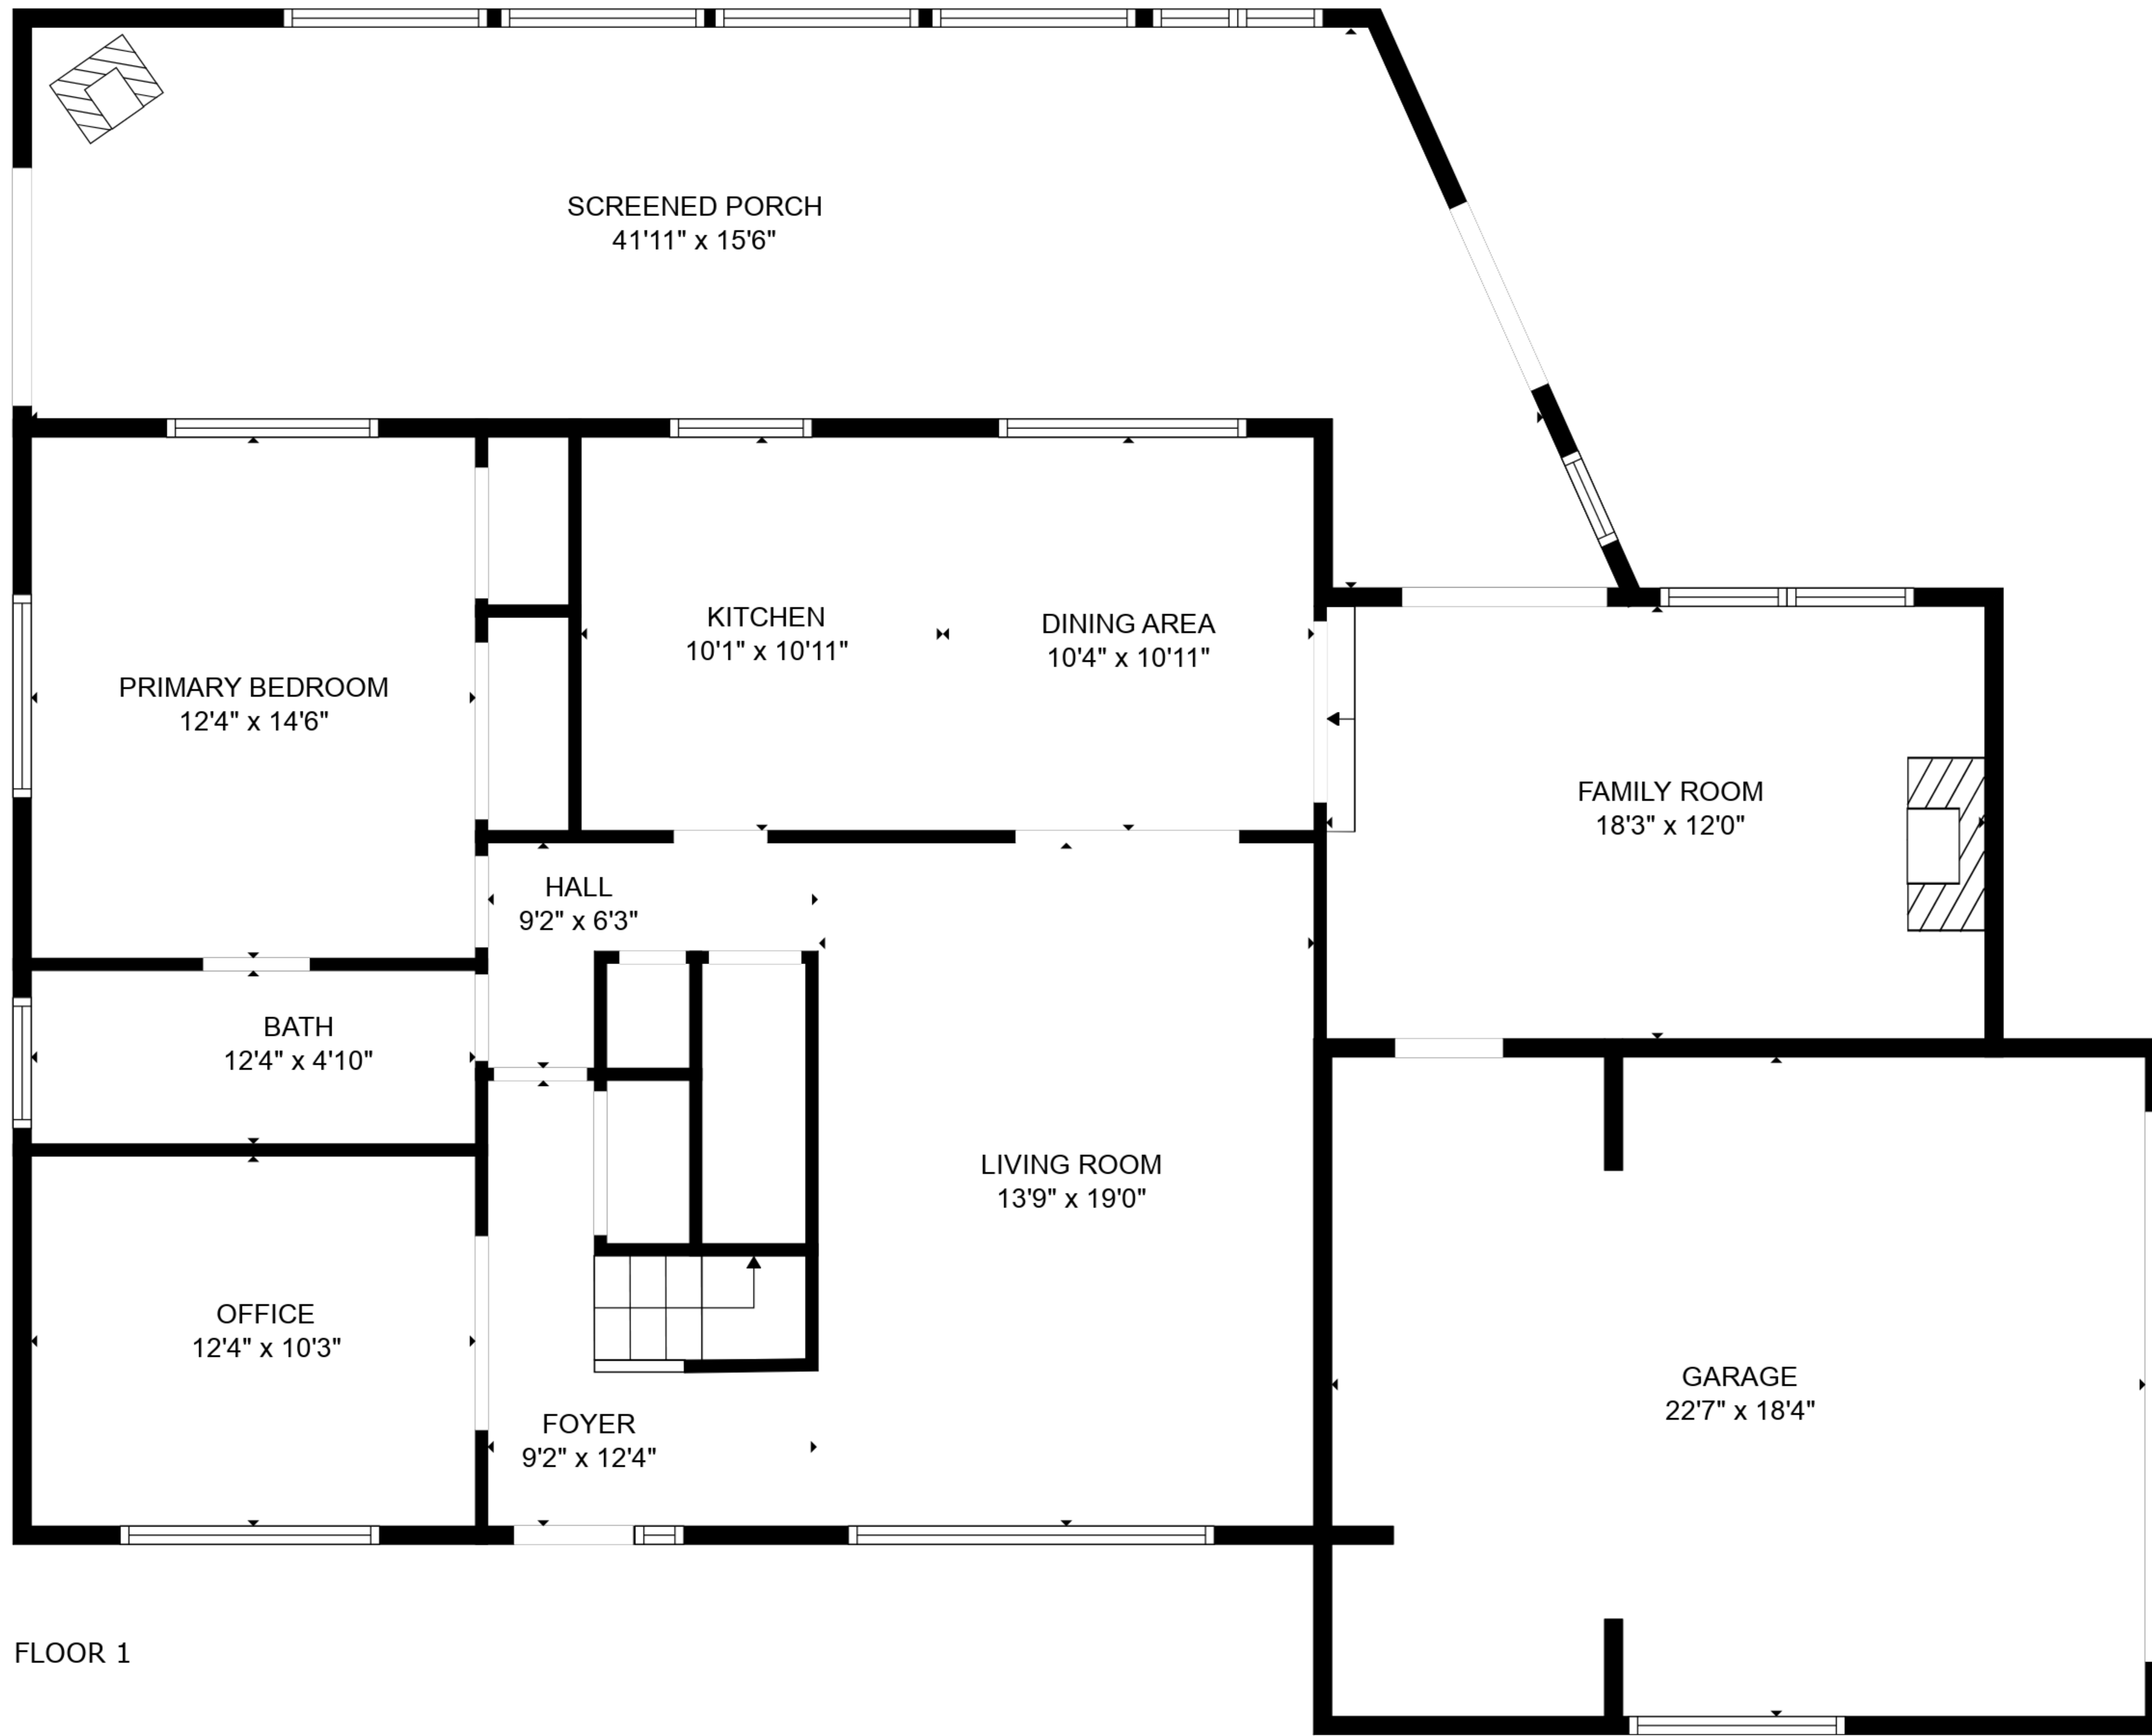 SCREENED PORCH
41'11" x 15'6"
KITCHEN
10'1" x 10'11"
DINING AREA
10'4" x 10'11"
PRIMARY BEDROOM
12'4" x 14'6"
FAMILY ROOM
18'3" x 12'0"
HALL
9'2" x 6'3"
BATH
12'4" x 4'10"
LIVING ROOM
13'9" x 19'0"
OFFICE
12'4" x 10'3"
GARAGE
22'7" x 18'4"
FOYER
9'2" x 12'4"
FLOOR 1